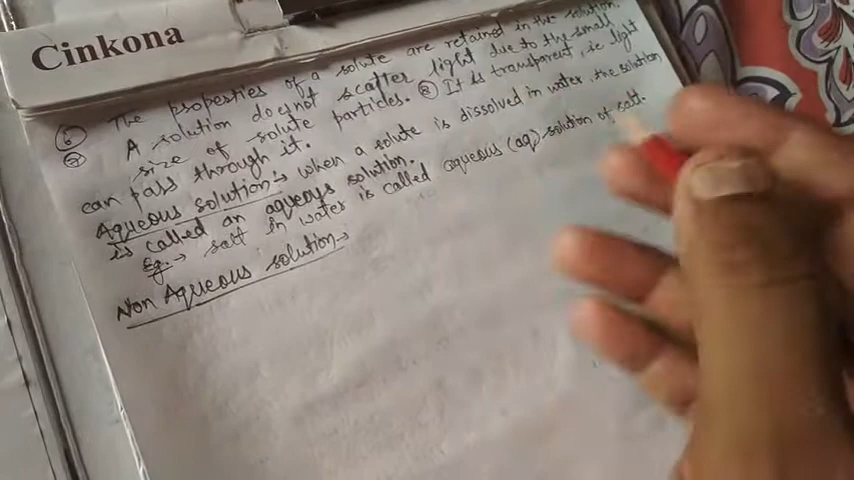 Cinkona
⑥ The properties of a solute are retained in the solution.
⑦ A solution does not scatter light due to the small
size of solute particles. ⑧ It is transparent, ie light
can pass through it.
Aqueous solution:→ when a solute is dissolved in water, the solution
is called an aqueous solution.
Eg.→ salt in water is called aqueous (aq) solution of salt.
Non Aqueous solution→